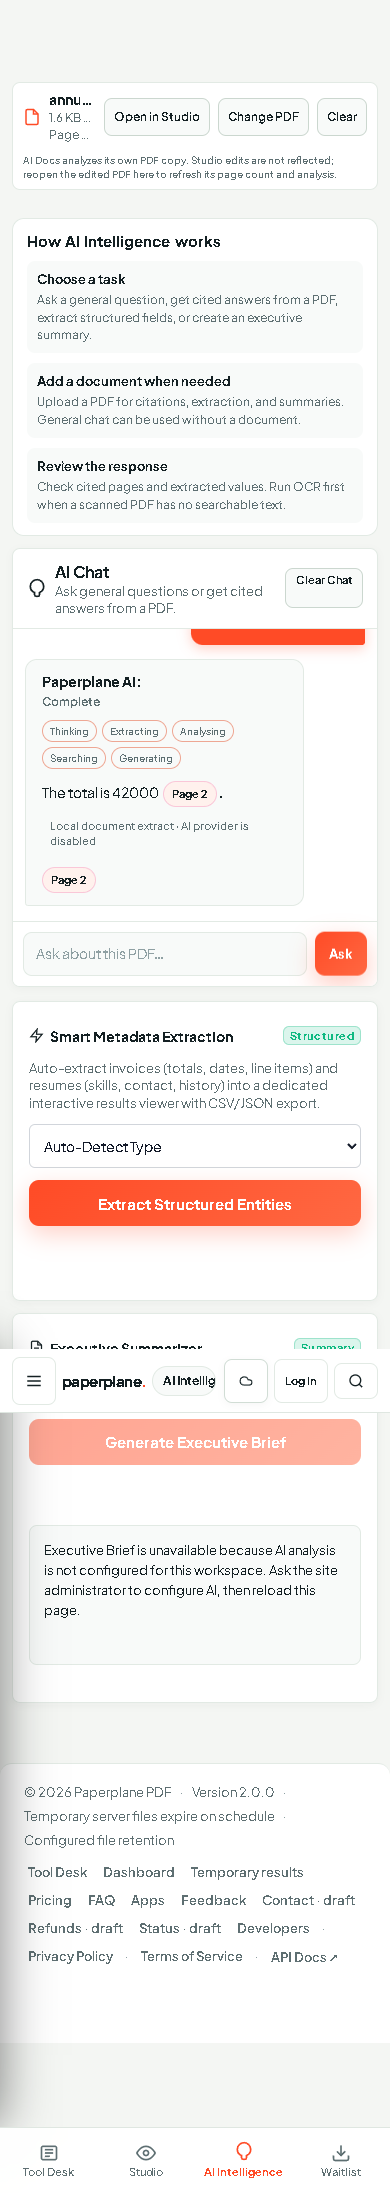 annu...
1.6 KB ...
Page ...
Open in Studio
Change PDF
Clear
AI Docs analyzes its own PDF copy. Studio edits are not reflected;
reopen the edited PDF here to refresh its page count and analysis.
How AI Intelligence works
Choose a task
Ask a general question, get cited answers from a PDF,
extract structured fields, or create an executive
summary.
Add a document when needed
Upload a PDF for citations, extraction, and summaries.
General chat can be used without a document.
Review the response
Check cited pages and extracted values. Run OCR first
when a scanned PDF has no searchable text.
AI Chat
Ask general questions or get cited
answers from a PDF.
Clear Chat
Paperplane AI:
Complete
Thinking
Extracting
Analysing
Searching
Generating
The total is 42000 Page 2 .
Local document extract · AI provider is
disabled
Page 2
Ask about this PDF...
Ask
Smart Metadata Extraction
Structured
Auto-extract invoices (totals, dates, line items) and
resumes (skills, contact, history) into a dedicated
interactive results viewer with CSV/JSON export.
Auto-Detect Type
Extract Structured Entities
Executive Summarizer
Summary
paperplane.
AI Intellig
Log In
Generate Executive Brief
Executive Brief is unavailable because AI analysis
is not configured for this workspace. Ask the site
administrator to configure AI, then reload this
page.
© 2026 Paperplane PDF · Version 2.0.0 ·
Temporary server files expire on schedule ·
Configured file retention
Tool Desk Dashboard Temporary results
Pricing FAQ Apps Feedback Contact · draft
Refunds · draft Status · draft Developers ·
Privacy Policy · Terms of Service · API Docs ↗
Tool Desk
Studio
AI Intelligence
Waitlist